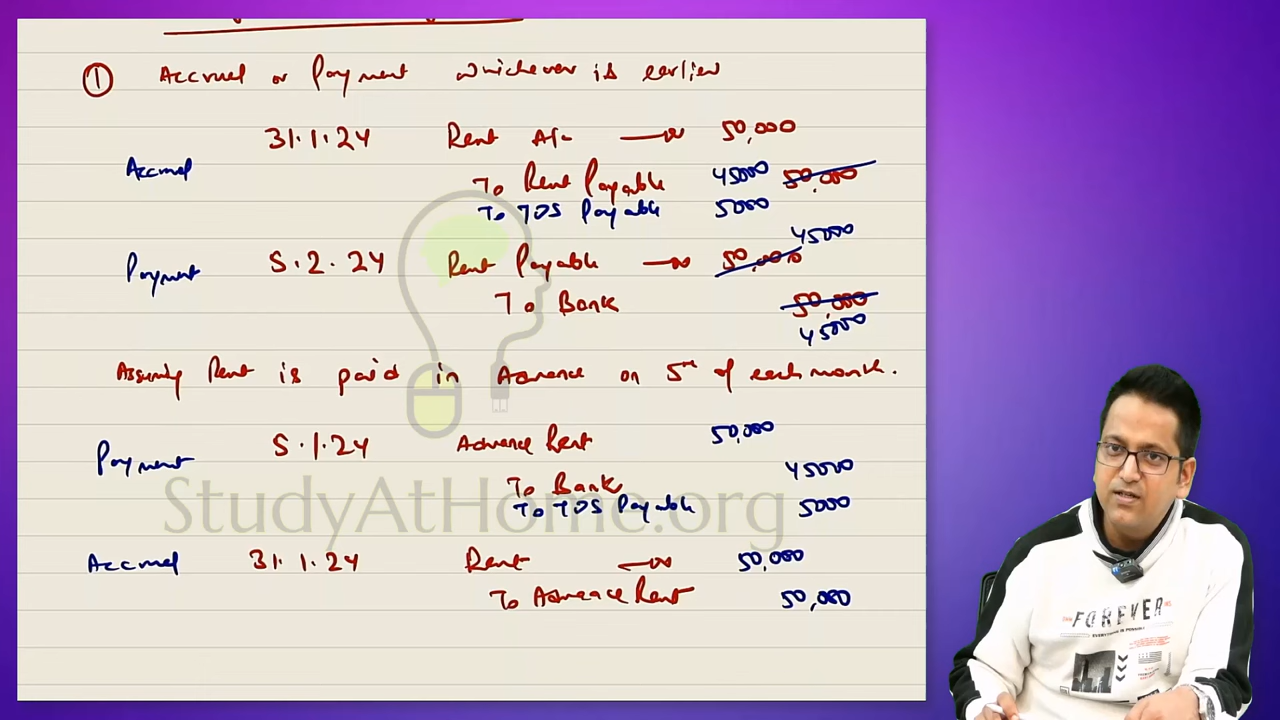 ① Accrual or Payment whichever is earlier
Accrual 31.1.24 Rent A/c 50,000
To Rent Payable 45000 50,000
To TDS Payable 5000
45000
Payment 5.2.24 Rent Payable 50,000
To Bank 50,000
45000
Assuming Rent is paid in Advance on 5th of each month.
Payment 5.1.24 Advance Rent 50,000
To Bank 45000
To TDS Payable 5000
StudyAtHome.org
Accrual 31.1.24 Rent 50,000
To Advance Rent 50,000
FOREVER
EVERYTHING IS POSSIBLE